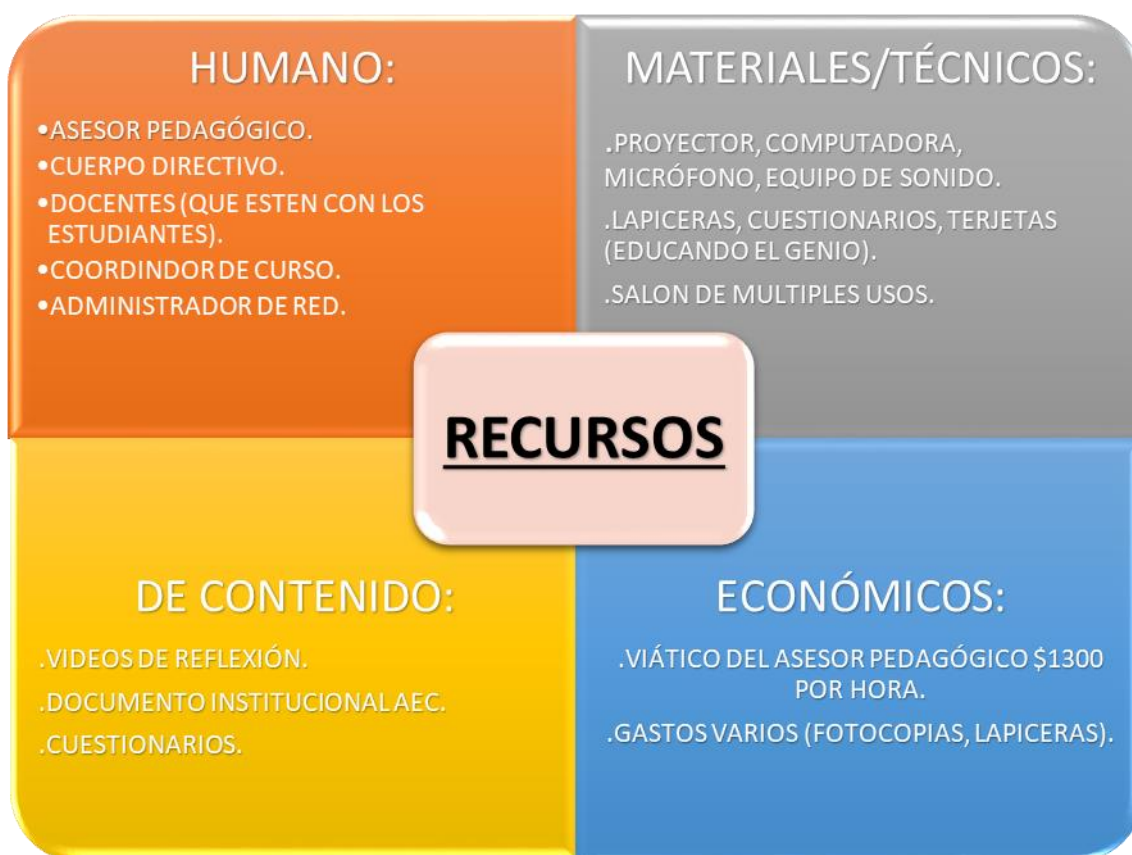 HUMANO:
•ASESOR PEDAGÓGICO.
•CUERPO DIRECTIVO.
•DOCENTES (QUE ESTEN CON LOS
ESTUDIANTES).
•COORDINDOR DE CURSO.
•ADMINISTRADOR DE RED.
MATERIALES/TÉCNICOS:
.PROYECTOR, COMPUTADORA,
MICRÓFONO, EQUIPO DE SONIDO.
.LAPICERAS, CUESTIONARIOS, TERJETAS
(EDUCANDO EL GENIO).
.SALON DE MULTIPLES USOS.
RECURSOS
DE CONTENIDO:
.VIDEOS DE REFLEXIÓN.
.DOCUMENTO INSTITUCIONAL AEC.
.CUESTIONARIOS.
ECONÓMICOS:
.VIÁTICO DEL ASESOR PEDAGÓGICO $1300
POR HORA.
.GASTOS VARIOS (FOTOCOPIAS, LAPICERAS).